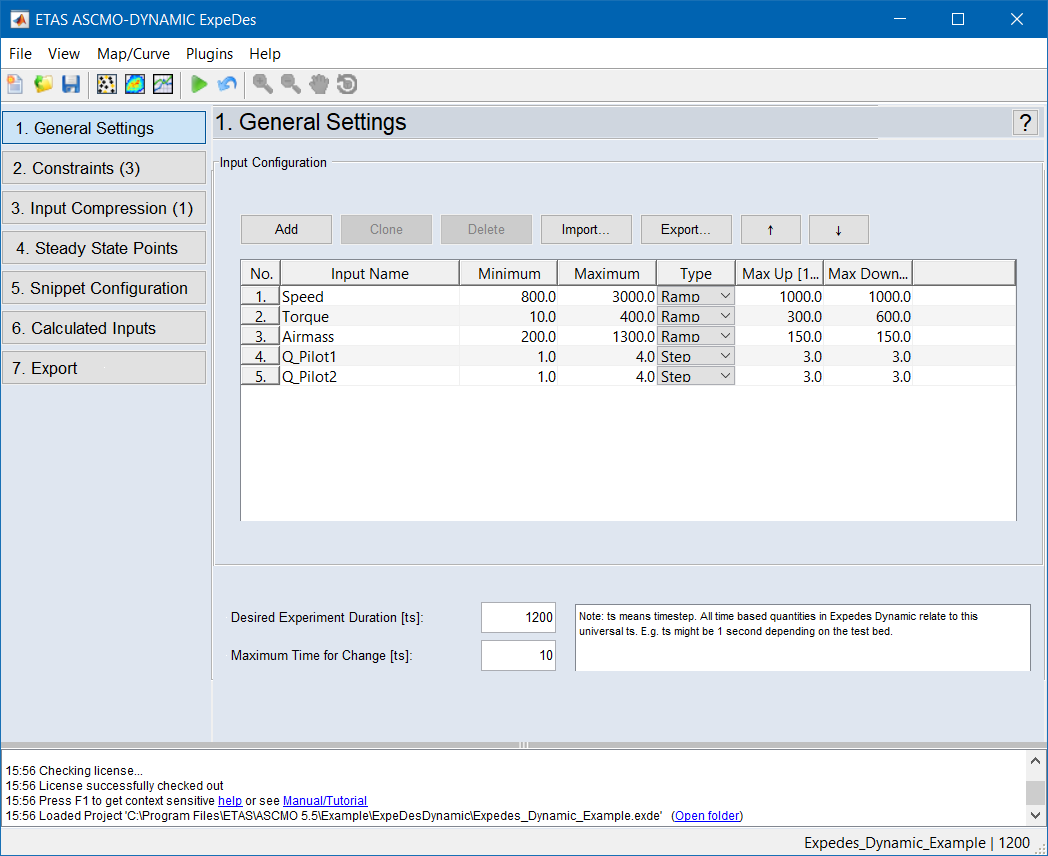 ETAS ASCMO-DYNAMIC ExpeDes
File View Map/Curve Plugins Help
1. General Settings
2. Constraints (3)
3. Input Compression (1)
4. Steady State Points
5. Snippet Configuration
6. Calculated Inputs
7. Export
1. General Settings
?
Input Configuration
Add Clone Delete Import... Export... ↑ ↓
No. Input Name Minimum Maximum Type Max Up [1... Max Down...
1. Speed 800.0 3000.0 Ramp 1000.0 1000.0
2. Torque 10.0 400.0 Ramp 300.0 600.0
3. Airmass 200.0 1300.0 Ramp 150.0 150.0
4. Q_Pilot1 1.0 4.0 Step 3.0 3.0
5. Q_Pilot2 1.0 4.0 Step 3.0 3.0
Desired Experiment Duration [ts]: 1200
Maximum Time for Change [ts]: 10
Note: ts means timestep. All time based quantities in Expedes Dynamic relate to this
universal ts. E.g. ts might be 1 second depending on the test bed.
15:56 Checking license...
15:56 License successfully checked out
15:56 Press F1 to get context sensitive help or see Manual/Tutorial
15:56 Loaded Project 'C:\Program Files\ETAS\ASCMO 5.5\Example\ExpeDesDynamic\Expedes_Dynamic_Example.exde' (Open folder)
Expedes_Dynamic_Example | 1200